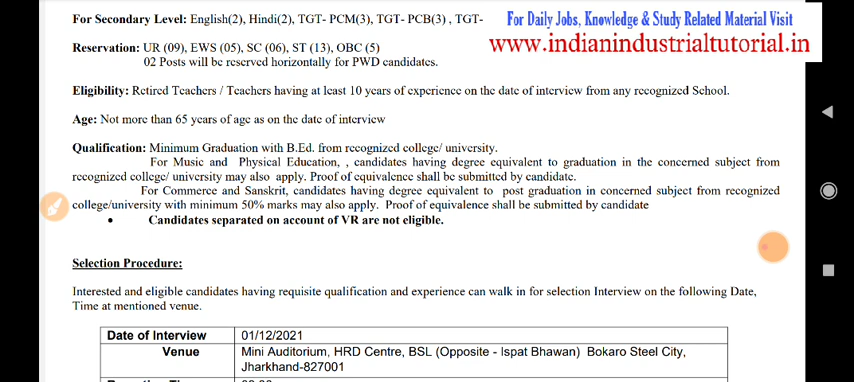 For Secondary Level: English(2), Hindi(2), TGT- PCM(3), TGT- PCB(3) , TGT-
For Daily Jobs, Knowledge & Study Related Material Visit
www.indianindustrialtutorial.in
Reservation: UR (09), EWS (05), SC (06), ST (13), OBC (5)
02 Posts will be reserved horizontally for PWD candidates.
Eligibility: Retired Teachers / Teachers having at least 10 years of experience on the date of interview from any recognized School.
Age: Not more than 65 years of age as on the date of interview
Qualification: Minimum Graduation with B.Ed. from recognized college/ university.
For Music and Physical Education, , candidates having degree equivalent to graduation in the concerned subject from
recognized college/ university may also apply. Proof of equivalence shall be submitted by candidate.
For Commerce and Sanskrit, candidates having degree equivalent to post graduation in concerned subject from recognized
college/university with minimum 50% marks may also apply. Proof of equivalence shall be submitted by candidate
• Candidates separated on account of VR are not eligible.
Selection Procedure:
Interested and eligible candidates having requisite qualification and experience can walk in for selection Interview on the following Date,
Time at mentioned venue.
Date of Interview 01/12/2021
Venue Mini Auditorium, HRD Centre, BSL (Opposite - Ispat Bhawan) Bokaro Steel City,
Jharkhand-827001